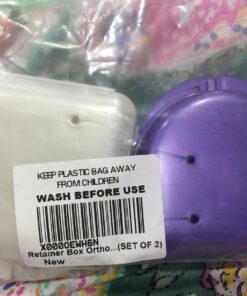 KEEP PLASTIC BAG AWAY
FROM CHILDREN
WASH BEFORE USE
X0000EWH6N
Retainer Box Ortho...(SET OF 2)
New